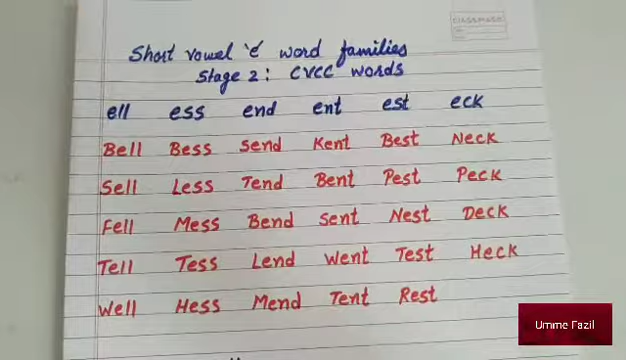 classmate
Short vowel 'e' word families
Stage 2: CVCC words
ell ess end ent est eck
Bell Bess Send Kent Best Neck
Sell Less Tend Bent Pest Peck
Fell Mess Bend Sent Nest Deck
Tell Tess Lend Went Test Heck
Well Hess Mend Tent Rest
Umme Fazil